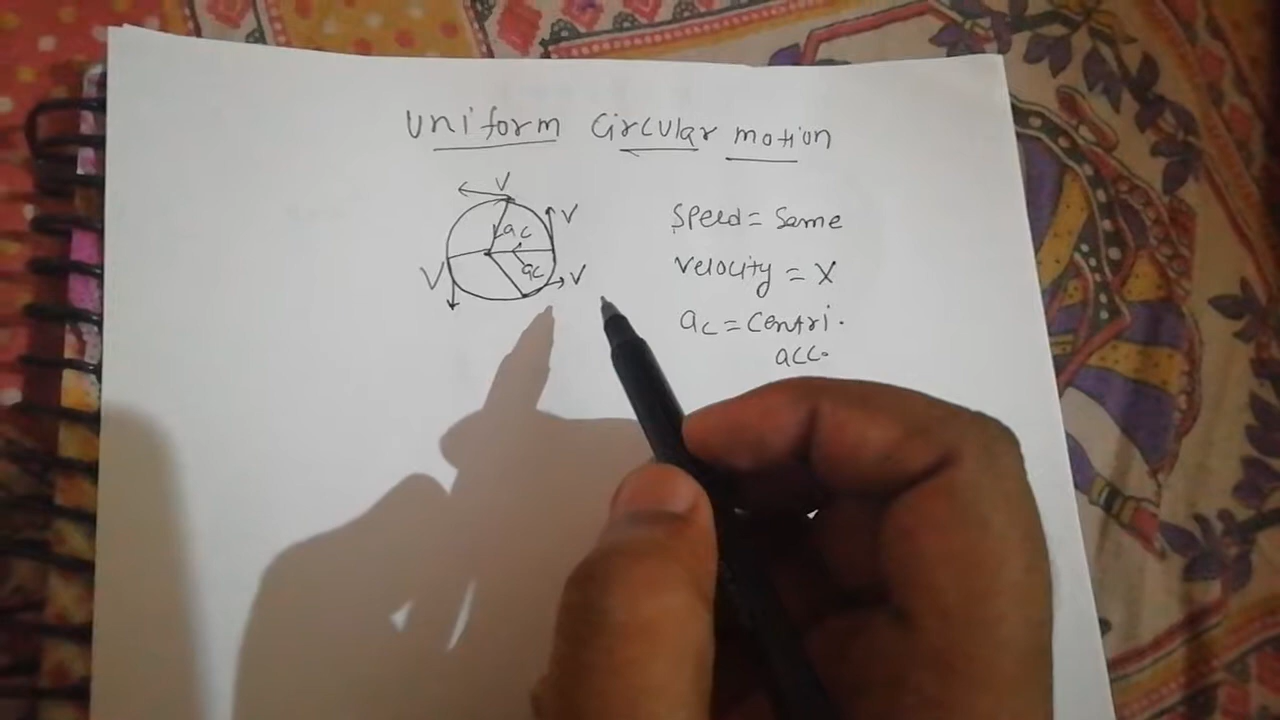 Uniform Circular motion
V
V
ac
ac
V
V
Speed = Same
Velocity = X
ac = Centri.
acc.